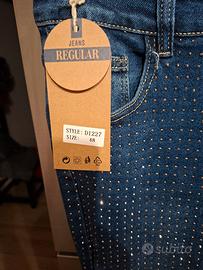 JEANS
REGULAR
STYLE: D1227
SIZE: 48
subito